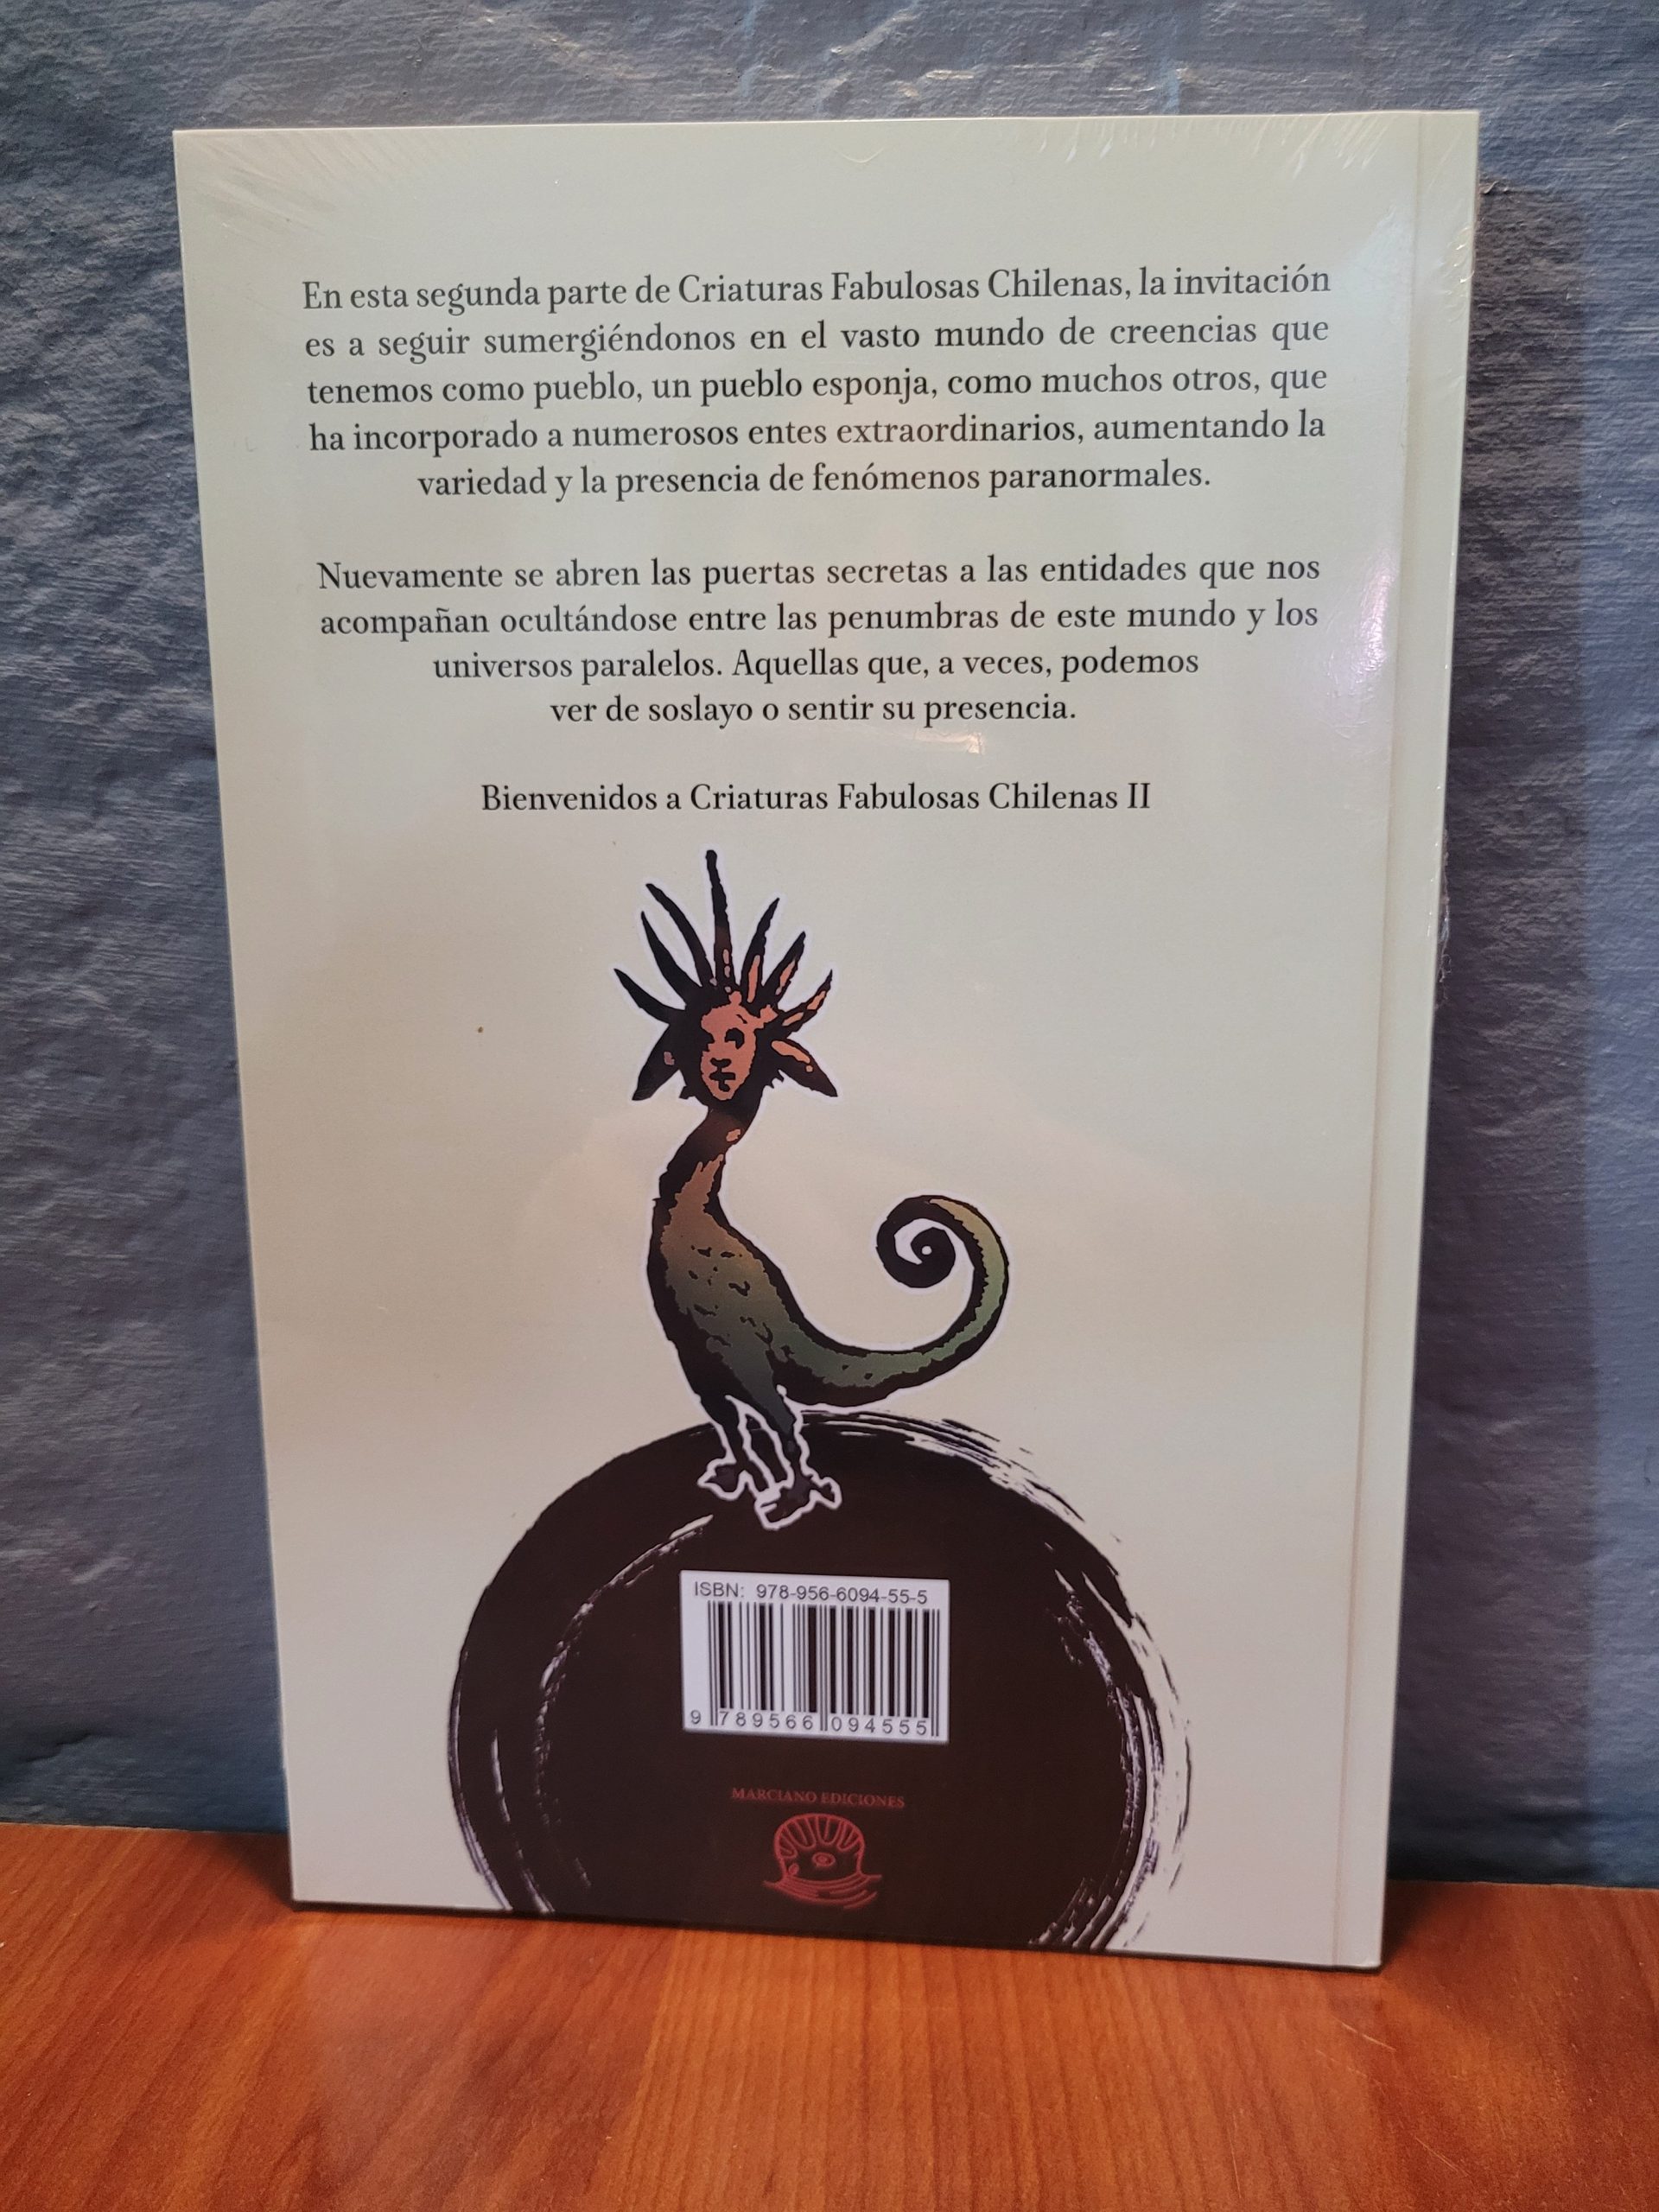 En esta segunda parte de Criaturas Fabulosas Chilenas, la invitación
es a seguir sumergiéndonos en el vasto mundo de creencias que
tenemos como pueblo, un pueblo esponja, como muchos otros, que
ha incorporado a numerosos entes extraordinarios, aumentando la
variedad y la presencia de fenómenos paranormales.
Nuevamente se abren las puertas secretas a las entidades que nos
acompañan ocultándose entre las penumbras de este mundo y los
universos paralelos. Aquellas que, a veces, podemos
ver de soslayo o sentir su presencia.
Bienvenidos a Criaturas Fabulosas Chilenas II
ISBN: 978-956-6094-55-5
9 789566 094555
MARCIANO EDICIONES